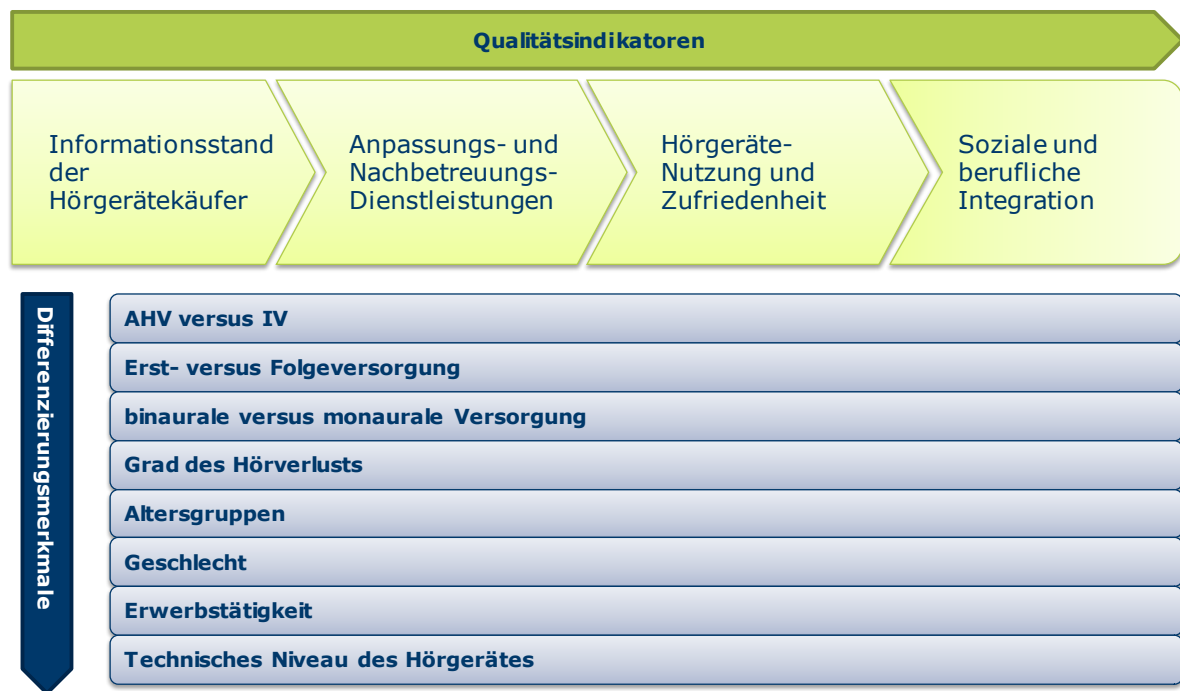 Qualitätsindikatoren
Informationsstand
der
Hörgerätekäufer
Anpassungs- und
Nachbetreuungs-
Dienstleistungen
Hörgeräte-
Nutzung und
Zufriedenheit
Soziale und
berufliche
Integration
Differenzierungsmerkmale
AHV versus IV
Erst- versus Folgeversorgung
binaurale versus monaurale Versorgung
Grad des Hörverlusts
Altersgruppen
Geschlecht
Erwerbstätigkeit
Technisches Niveau des Hörgerätes